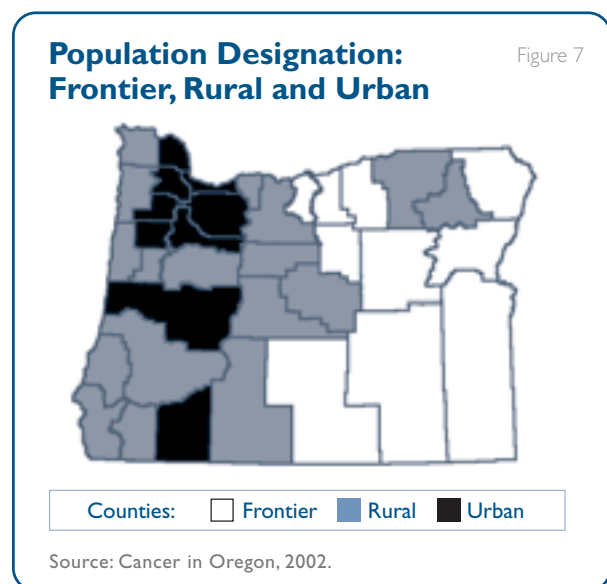 Population Designation:
Frontier, Rural and Urban
Figure 7
Counties: Frontier Rural Urban
Source: Cancer in Oregon, 2002.